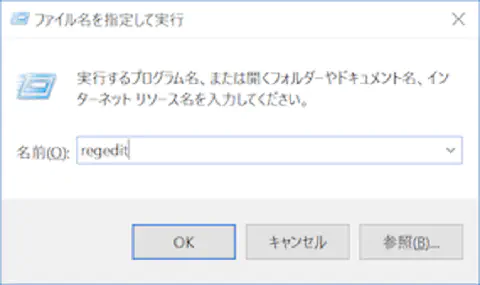 ファイル名を指定して実行
実行するプログラム名、または開くフォルダーやドキュメント名、イン
ターネット リソース名を入力してください。
名前(O): regedit
OK キャンセル 参照(B)...